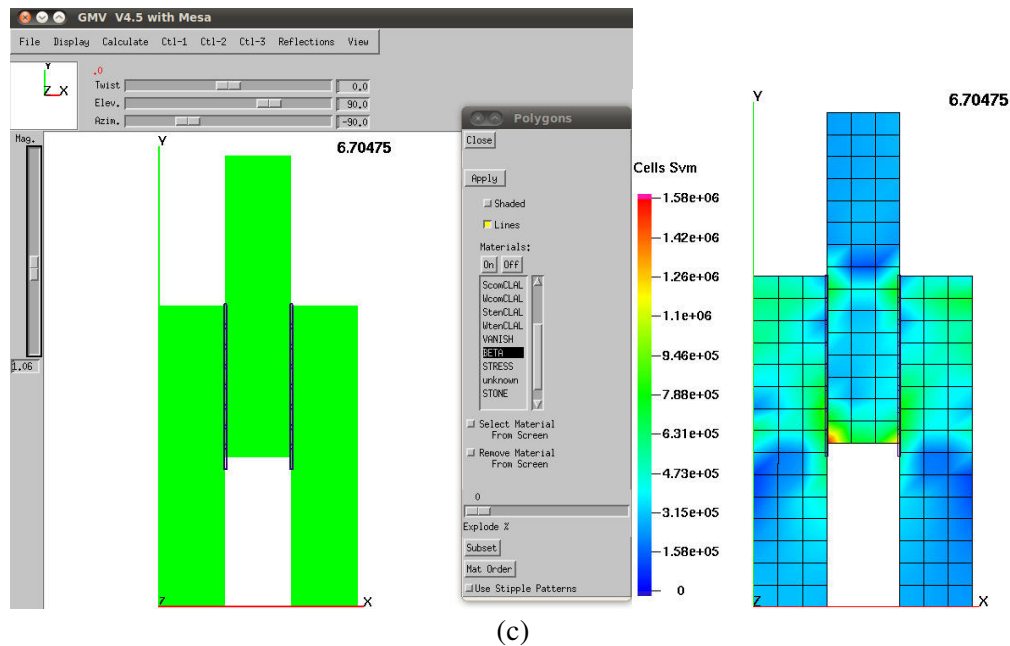 GMV V4.5 with Mesa
File Display Calculate Ctl-1 Ctl-2 Ctl-3 Reflections View
Y
Z X
.0
Twist 0.0
Elev. 90.0
Azim. -90.0
Mag.
1.06
Y
6.70475
Z
X
Polygons
Close
Apply
Shaded
Lines
Materials:
On Off
ScomCLAL
WcomCLAL
StenCLAL
WtenCLAL
VANISH
BETA
STRESS
unknown
STONE
Select Material
From Screen
Remove Material
From Screen
0
Explode %
Subset
Mat Order
Use Stipple Patterns
Cells Svm
1.58e+06
1.42e+06
1.26e+06
1.1e+06
9.46e+05
7.88e+05
6.31e+05
4.73e+05
3.15e+05
1.58e+05
0
Y
6.70475
Z
X
(c)